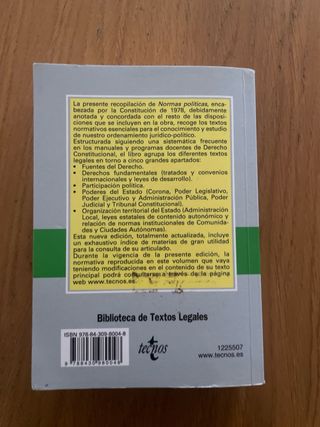 La presente recopilación de Normas políticas, enca-
bezada por la Constitución de 1978, debidamente
anotada y concordada con el resto de las disposi-
ciones que se incluyen en la obra, recoge los textos
normativos esenciales para el conocimiento y estudio
de nuestro ordenamiento jurídico-político.
Estructurada siguiendo una sistemática frecuente
en los manuales y programas docentes de Derecho
Constitucional, el libro agrupa los diferentes textos
legales en torno a cinco grandes apartados:
• Fuentes del Derecho.
• Derechos fundamentales (tratados y convenios
internacionales y leyes de desarrollo).
• Participación política.
• Poderes del Estado (Corona, Poder Legislativo,
Poder Ejecutivo y Administración Pública, Poder
Judicial y Tribunal Constitucional).
• Organización territorial del Estado (Administración
Local, leyes estatales de contenido autonómico y
relación de normas institucionales de Comunida-
des y Ciudades Autónomas).
Esta nueva edición, totalmente actualizada, incluye
un exhaustivo índice de materias de gran utilidad
para la consulta de su articulado.
Durante la vigencia de la presente edición, la
normativa reproducida en este volumen que vaya
teniendo modificaciones en el contenido de su texto
principal podrá consultarse a través de la página
web www.tecnos.es.
Biblioteca de Textos Legales
ISBN 978-84-309-8004-8
9 788430 980048
tecnos
1225507
www.tecnos.es